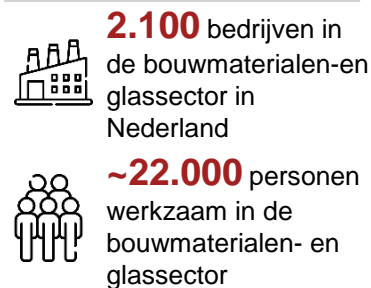 2.100 bedrijven in
de bouwmaterialen-en
glassector in
Nederland
~22.000 personen
werkzaam in de
bouwmaterialen- en
glassector